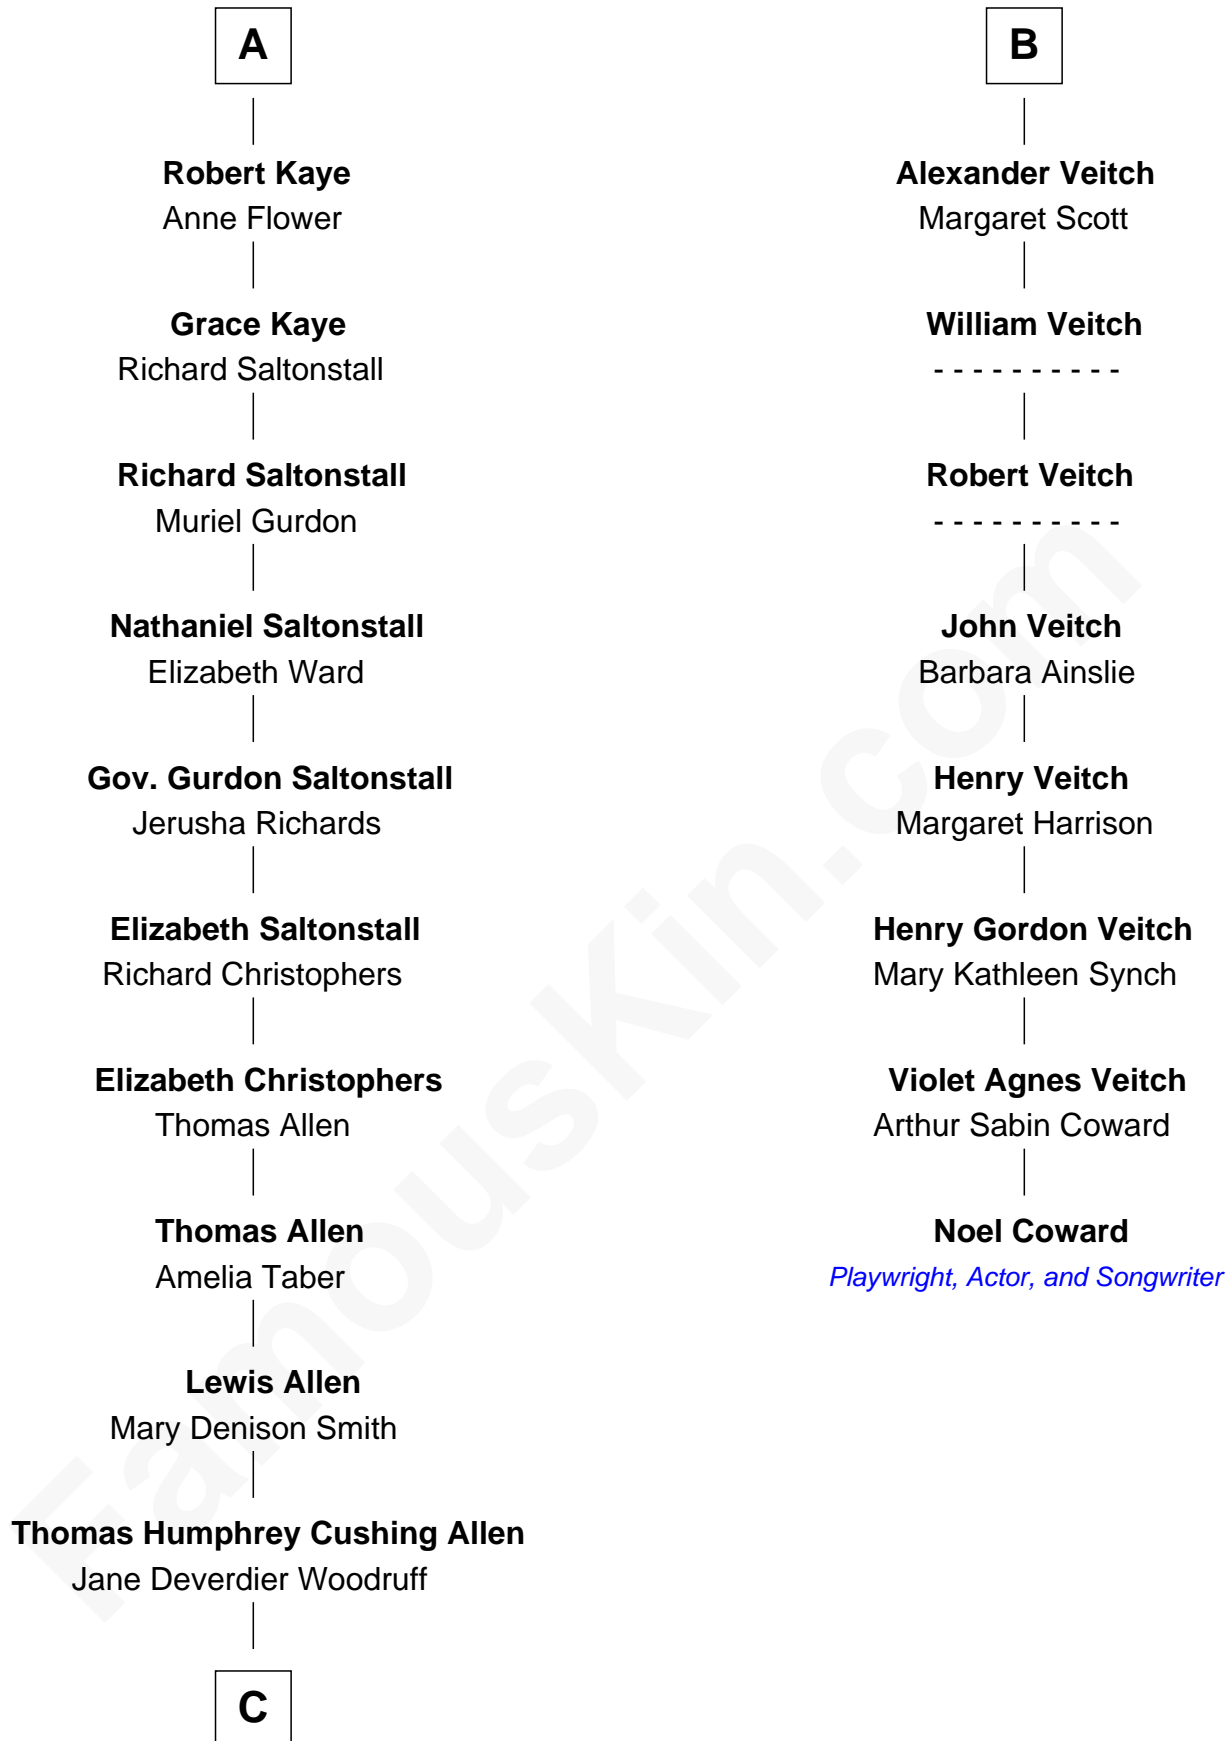 A
Robert Kaye
Anne Flower
Grace Kaye
Richard Saltonstall
Richard Saltonstall
Muriel Gurdon
Nathaniel Saltonstall
Elizabeth Ward
Gov. Gurdon Saltonstall
Jerusha Richards
Elizabeth Saltonstall
Richard Christophers
Elizabeth Christophers
Thomas Allen
Thomas Allen
Amelia Taber
Lewis Allen
Mary Denison Smith
Thomas Humphrey Cushing Allen
Jane Deverdier Woodruff
C
B
Alexander Veitch
Margaret Scott
William Veitch
- - - - - - - - - -
Robert Veitch
- - - - - - - - - -
John Veitch
Barbara Ainslie
Henry Veitch
Margaret Harrison
Henry Gordon Veitch
Mary Kathleen Synch
Violet Agnes Veitch
Arthur Sabin Coward
Noel Coward
Playwright, Actor, and Songwriter
FamousKin.com